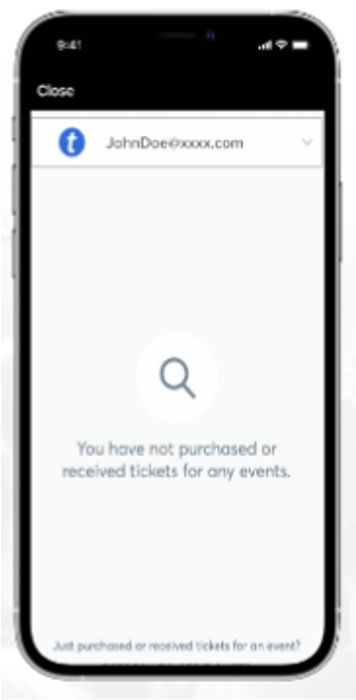 9:41
Close
t JohnDoe@xxxx.com
You have not purchased or
received tickets for any events.
Just purchased or received tickets for an event?